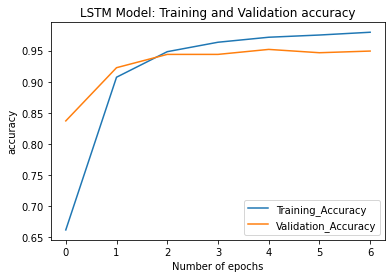 LSTM Model: Training and Validation accuracy
accuracy
0.95
0.90
0.85
0.80
0.75
0.70
0.65
Training_Accuracy
Validation_Accuracy
0 1 2 3 4 5 6
Number of epochs